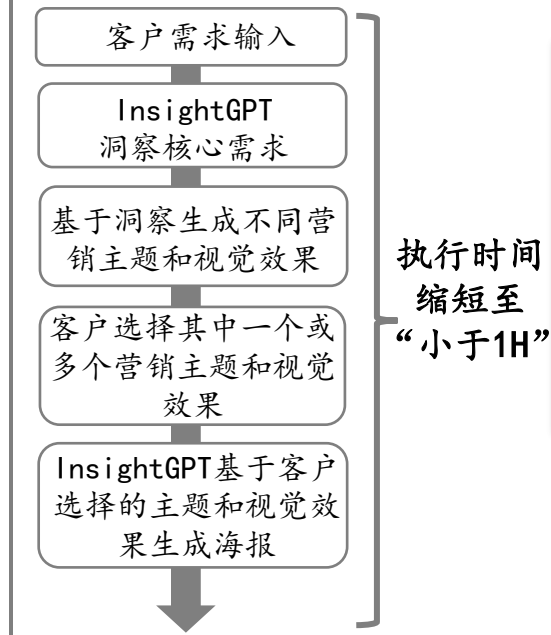 客户需求输入
InsightGPT
洞察核心需求
基于洞察生成不同营
销主题和视觉效果
客户选择其中一个或
多个营销主题和视觉
效果
InsightGPT基于客户
选择的主题和视觉效
果生成海报
执行时间
缩短至
“小于1H”